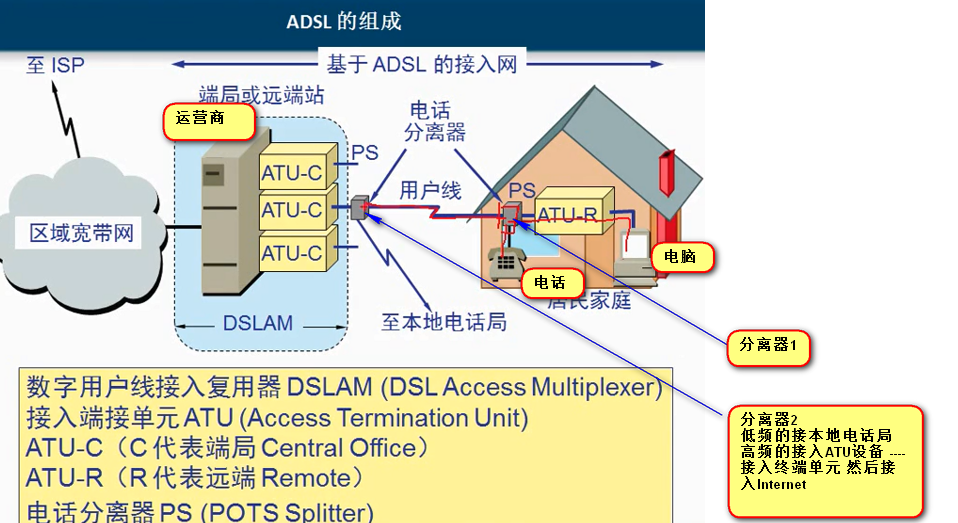 ADSL 的组成
至 ISP
基于 ADSL 的接入网
端局或远端站
运营商
电话
分离器
PS
ATU-C
用户线
PS
ATU-R
ATU-C
区域宽带网
ATU-C
电脑
电话
居民家庭
DSLAM
至本地电话局
分离器1
数字用户线接入复用器 DSLAM (DSL Access Multiplexer)
接入端接单元 ATU (Access Termination Unit)
ATU-C（C 代表端局 Central Office）
ATU-R（R 代表远端 Remote）
电话分离器 PS (POTS Splitter)
分离器2
低频的接本地电话局
高频的接入ATU设备 ----
接入终端单元 然后接
入Internet